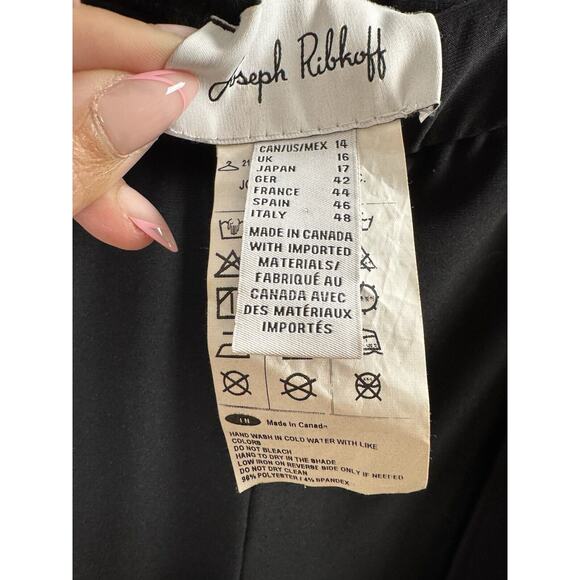 Joseph Ribkoff
CAN/US/MEX 14
UK 16
JAPAN 17
GER 42
FRANCE 44
SPAIN 46
ITALY 48
MADE IN CANADA
WITH IMPORTED
MATERIALS/
FABRIQUÉ AU
CANADA AVEC
DES MATÉRIAUX
IMPORTÉS
Made In Canada
HAND WASH IN COLD WATER WITH LIKE
COLORS
DO NOT BLEACH
HANG TO DRY IN THE SHADE
LOW IRON ON REVERSE SIDE ONLY IF NEEDED
DO NOT DRY CLEAN
96% POLYESTER / 4% SPANDEX